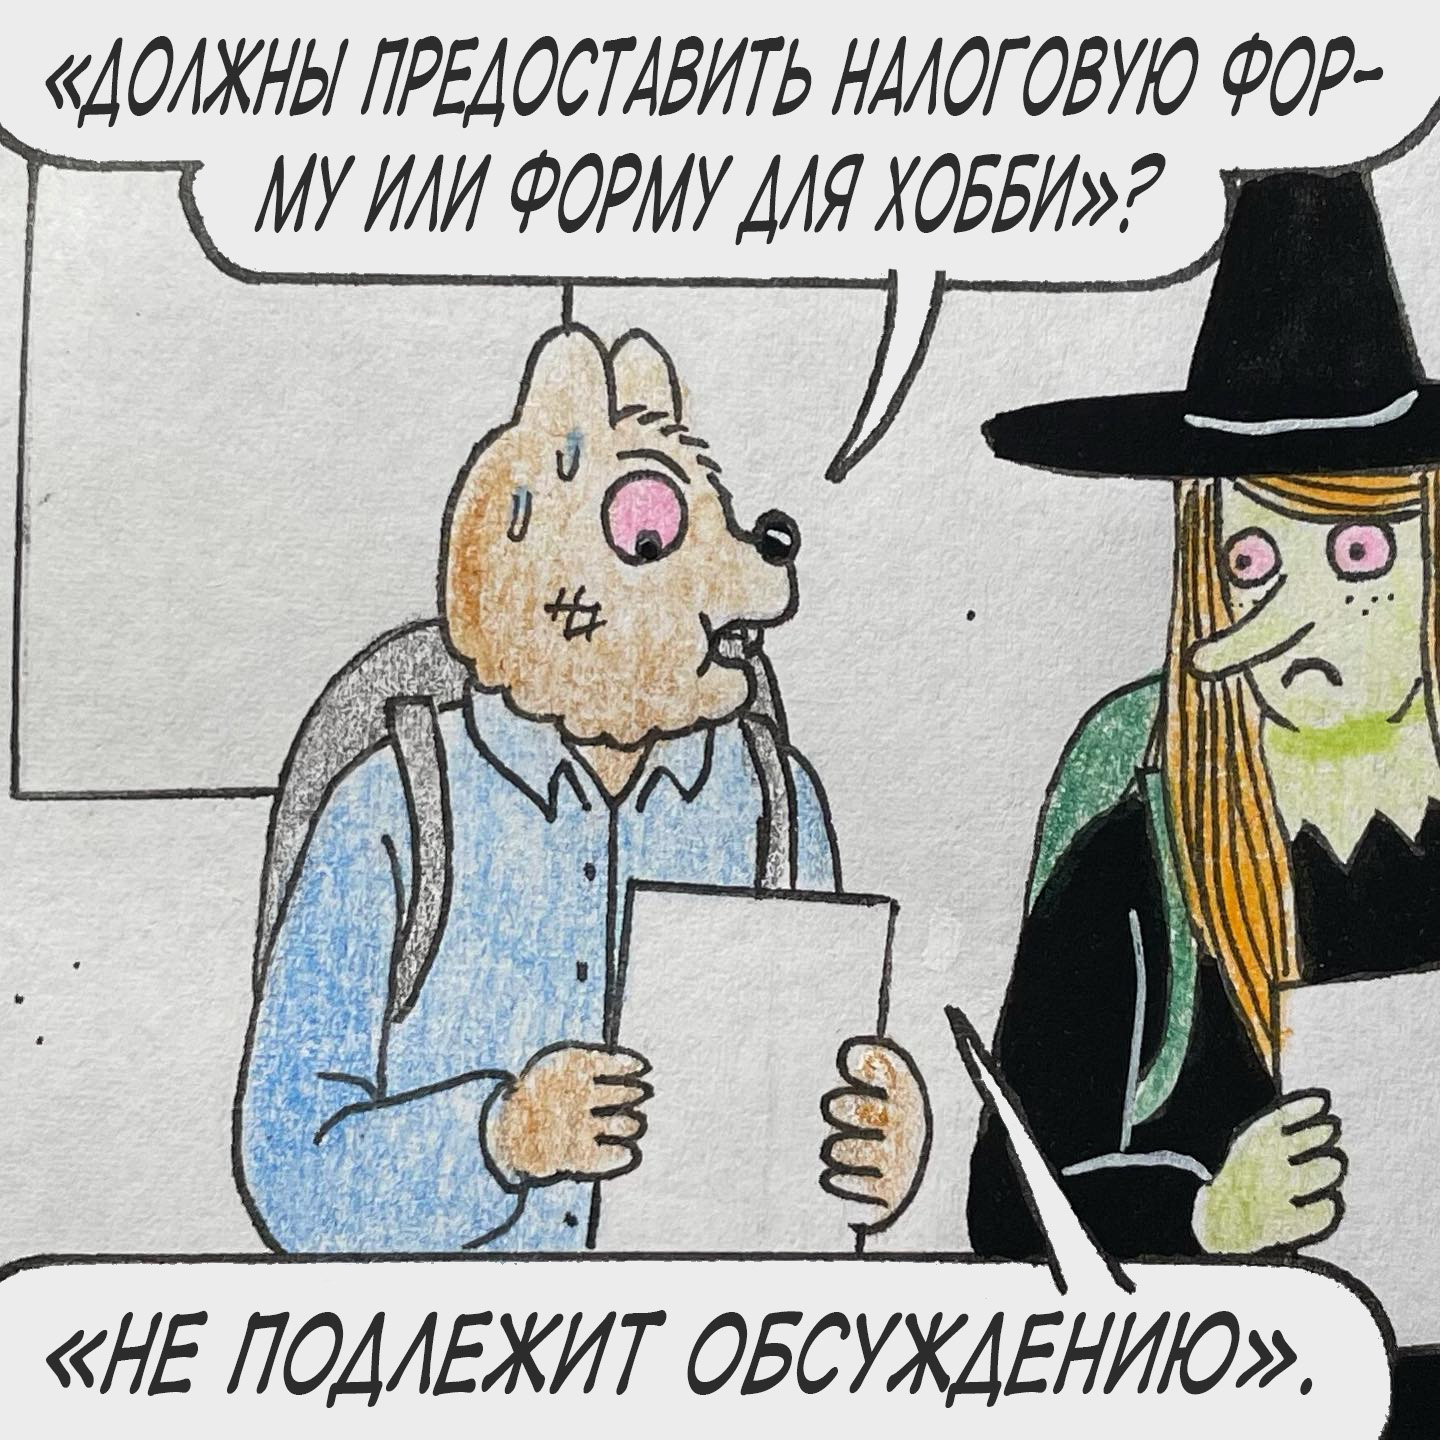 «ДОЛЖНЫ ПРЕДОСТАВИТЬ НАЛОГОВУЮ ФОР-
МУ ИЛИ ФОРМУ ДЛЯ ХОББИ»?
«НЕ ПОДЛЕЖИТ ОБСУЖДЕНИЮ».